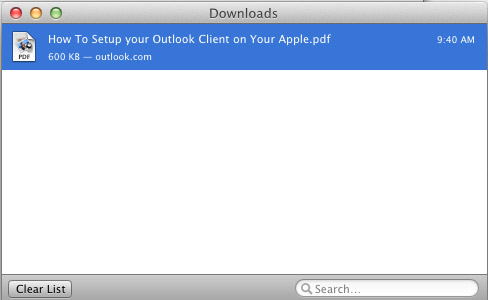 Downloads
How To Setup your Outlook Client on Your Apple.pdf
9:40 AM
PDF
600 KB — outlook.com
Clear List
Search...